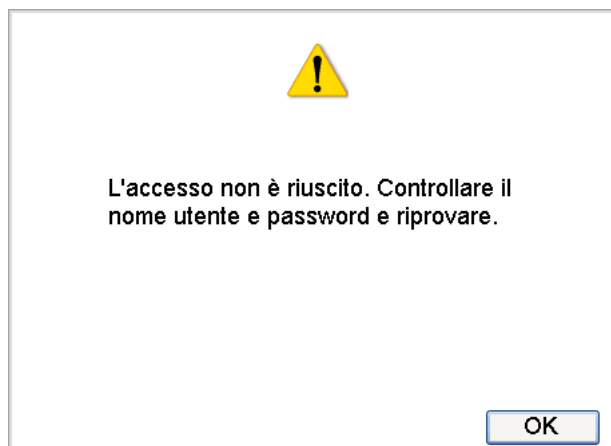 L'accesso non è riuscito. Controllare il
nome utente e password e riprovare.
OK